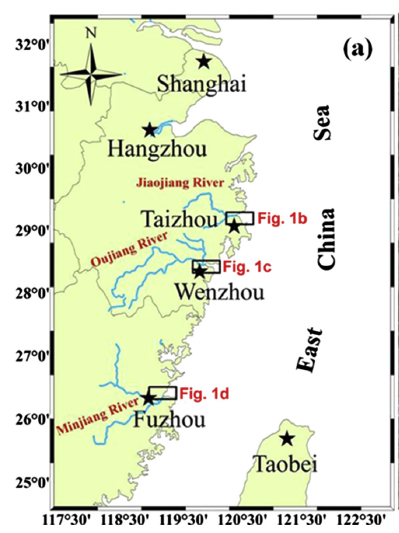 (a)
N
32°0'
31°0'
30°0'
29°0'
28°0'
27°0'
26°0'
25°0'
Shanghai
Hangzhou
Jiaojiang River
Taizhou
Fig. 1b
Oujiang River
Fig. 1c
Wenzhou
Fig. 1d
Minjiang River
Fuzhou
Taobei
East China Sea
117°30' 118°30' 119°30' 120°30' 121°30' 122°30'